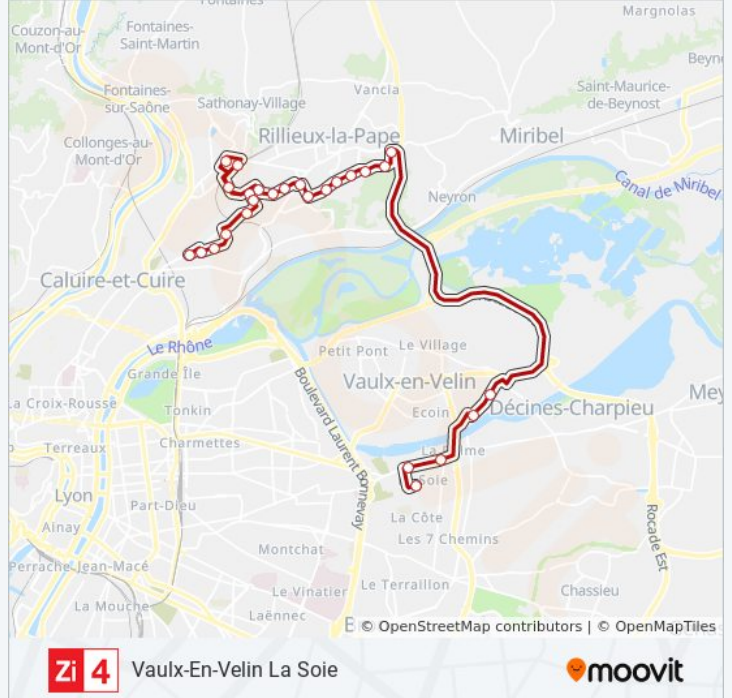 Margnolas
Fontaines
Couzon-au-
Mont-d'Or
Fontaines-
Saint-Martin
Beyno
Fontaines-
sur-Saône
Sathonay-Village
Vancia
Saint-Maurice-
de-Beynost
Rillieux-la-Pape
Miribel
Collonges-au-
Mont-d'Or
Neyron
Canal de Miribel
Caluire-et-Cuire
Le Rhône
Petit Pont
Le Village
Grande Île
Vaulx-en-Velin
Mey
La Croix-Rousse
Tonkin
Ecoin
Décines-Charpieu
Boulevard Laurent Bonnevay
Terreaux
Charmettes
Soie
Lyon
Part-Dieu
La Côte
Rocade Est
Ainay
Les 7 Chemins
Montchat
Perrache
Jean-Macé
Le Vinatier
Le Terraillon
Chassieu
La Mouche
Laënnec
© OpenStreetMap contributors | © OpenMapTiles
Zi 4 Vaulx-En-Velin La Soie
moovit